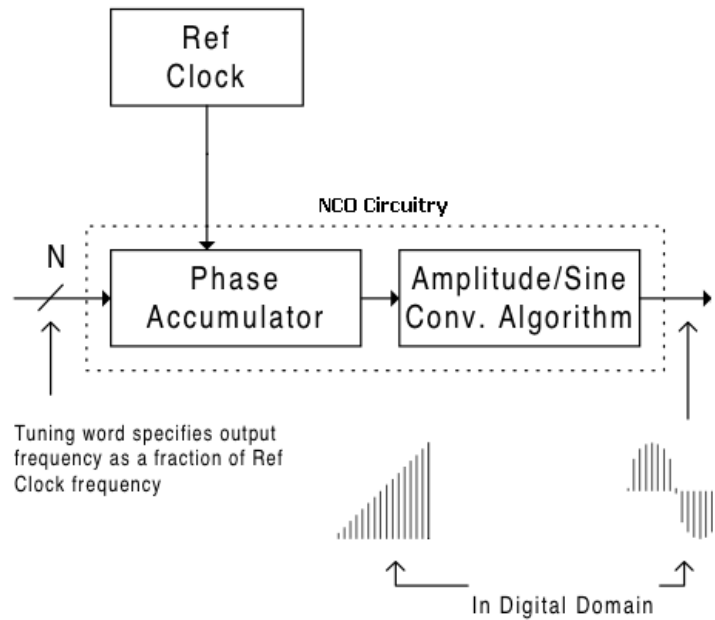 Ref
Clock
NCO Circuitry
N
Phase
Accumulator
Amplitude/Sine
Conv. Algorithm
Tuning word specifies output
frequency as a fraction of Ref
Clock frequency
In Digital Domain